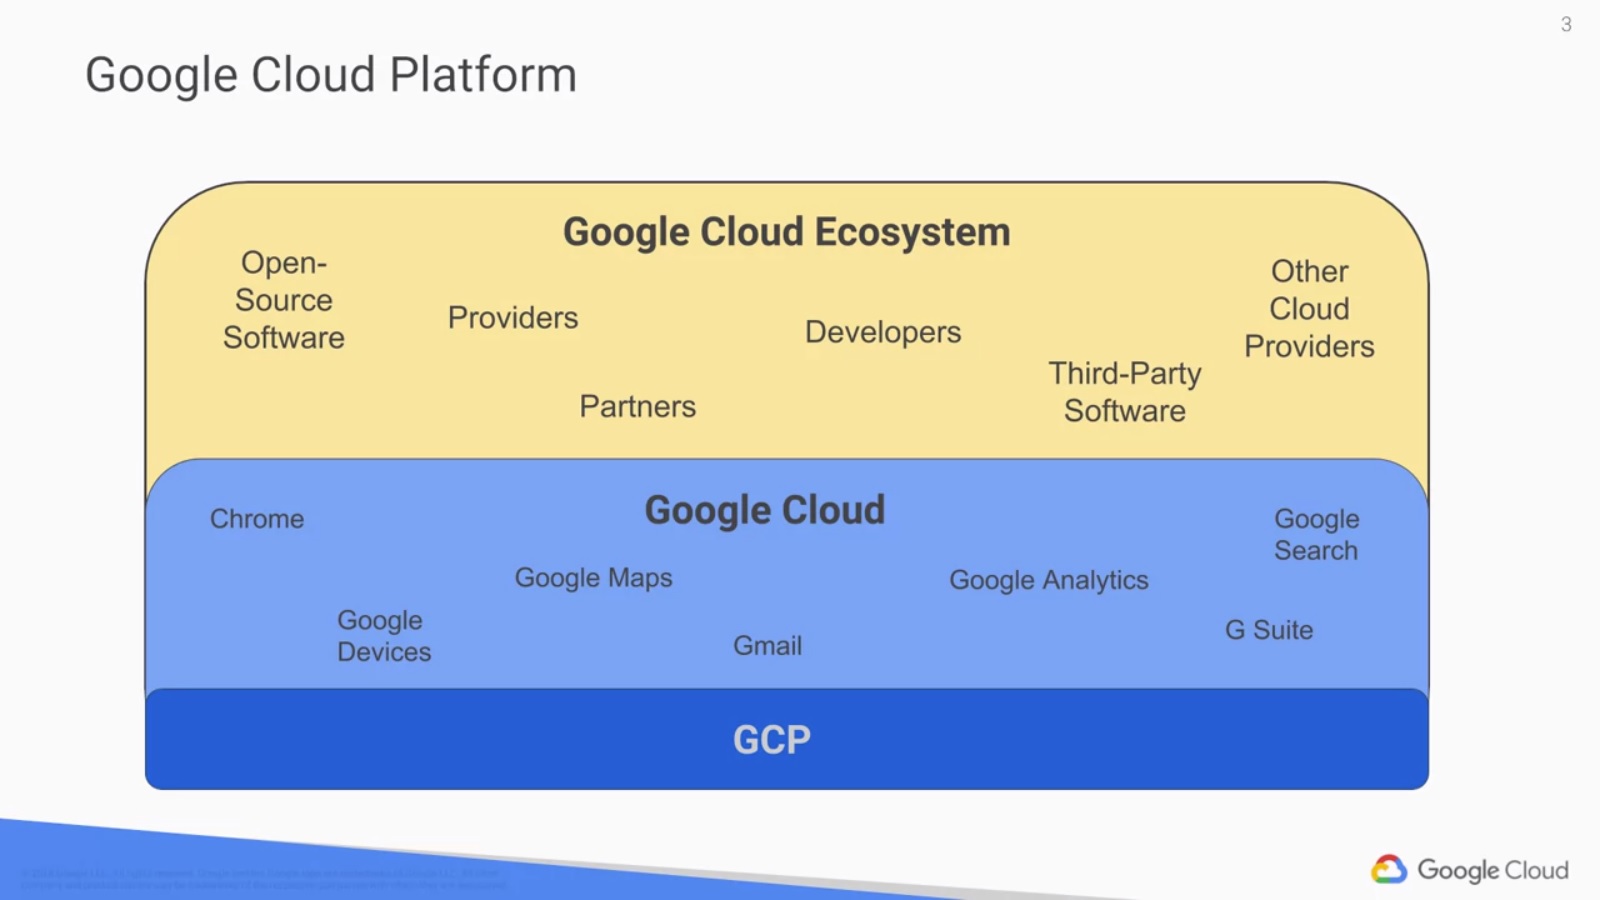 3
Google Cloud Platform
Google Cloud Ecosystem
Open-
Source
Software
Providers
Developers
Other
Cloud
Providers
Partners
Third-Party
Software
Google Cloud
Chrome
Google
Search
Google Maps
Google Analytics
Google
Devices
Gmail
G Suite
GCP
Google Cloud